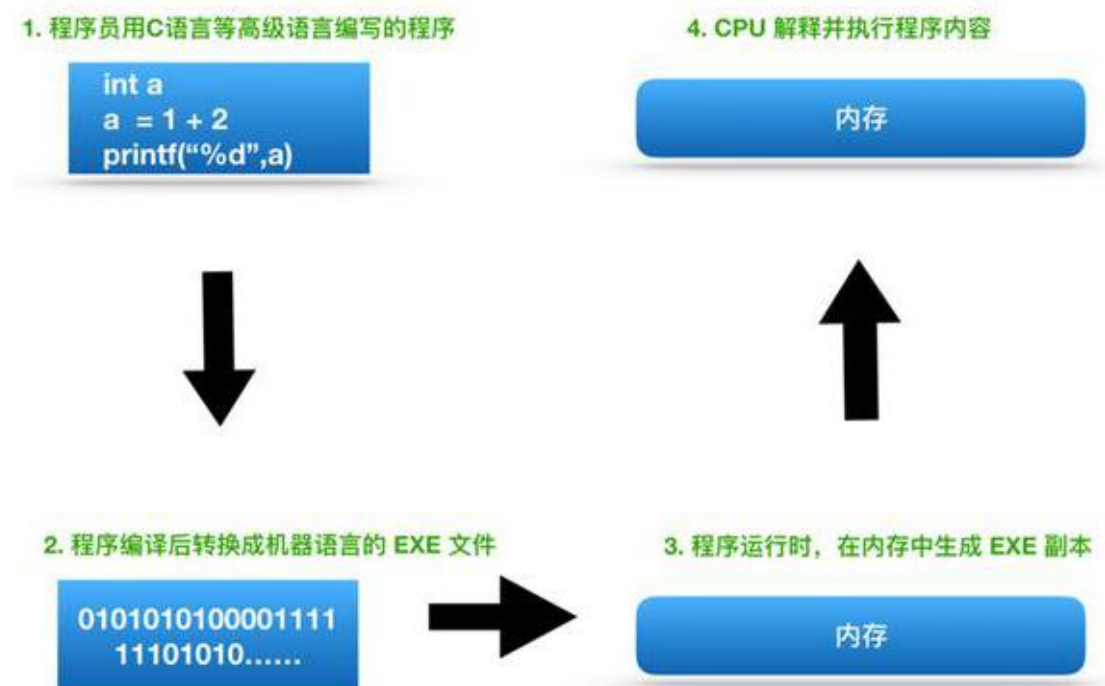 1. 程序员用C语言等高级语言编写的程序
int a
a = 1 + 2
printf(“%d”,a)
2. 程序编译后转换成机器语言的 EXE 文件
0101010100001111
11101010......
3. 程序运行时，在内存中生成 EXE 副本
内存
4. CPU 解释并执行程序内容
内存